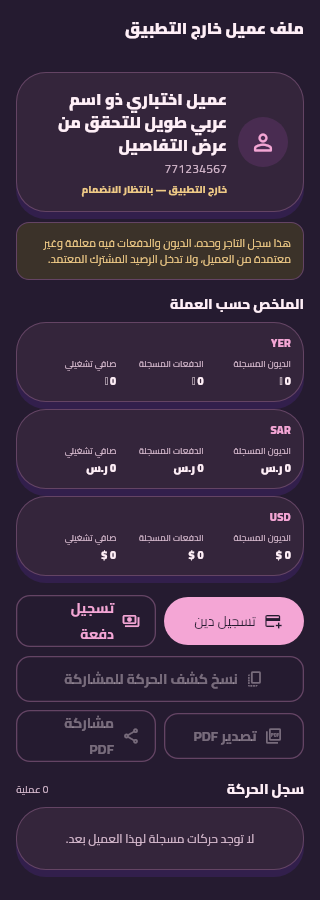 ملف عميل خارج التطبيق
عميل اختباري ذو اسم
عربي طويل للتحقق من
عرض التفاصيل
771234567
خارج التطبيق — بانتظار الانضمام
هذا سجل التاجر وحده. الديون والدفعات فيه معلقة وغير
معتمدة من العميل، ولا تدخل الرصيد المشترك المعتمد.
الملخص حسب العملة
YER
الديون المسجلة الدفعات المسجلة صافي تشغيلي
0 0 0
SAR
الديون المسجلة الدفعات المسجلة صافي تشغيلي
0 ر.س 0 ر.س 0 ر.س
USD
الديون المسجلة الدفعات المسجلة صافي تشغيلي
0 $ 0 $ 0 $
تسجيل دين
تسجيل
دفعة
نسخ كشف الحركة للمشاركة
تصدير PDF
مشاركة
PDF
سجل الحركة
0 عملية
لا توجد حركات مسجلة لهذا العميل بعد.